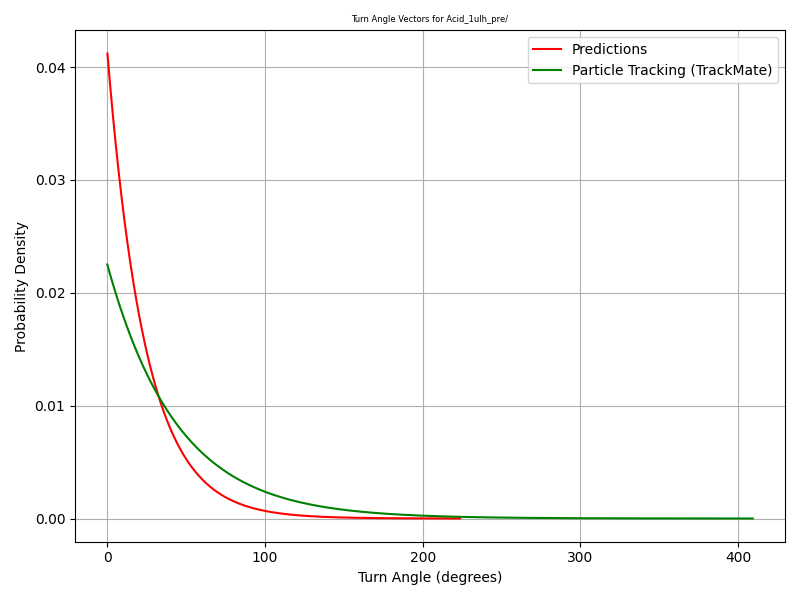 Turn Angle Vectors for Acid_1ulh_pre/
Predictions
Particle Tracking (TrackMate)
Probability Density
0.04
0.03
0.02
0.01
0.00
0
100
200
300
400
Turn Angle (degrees)